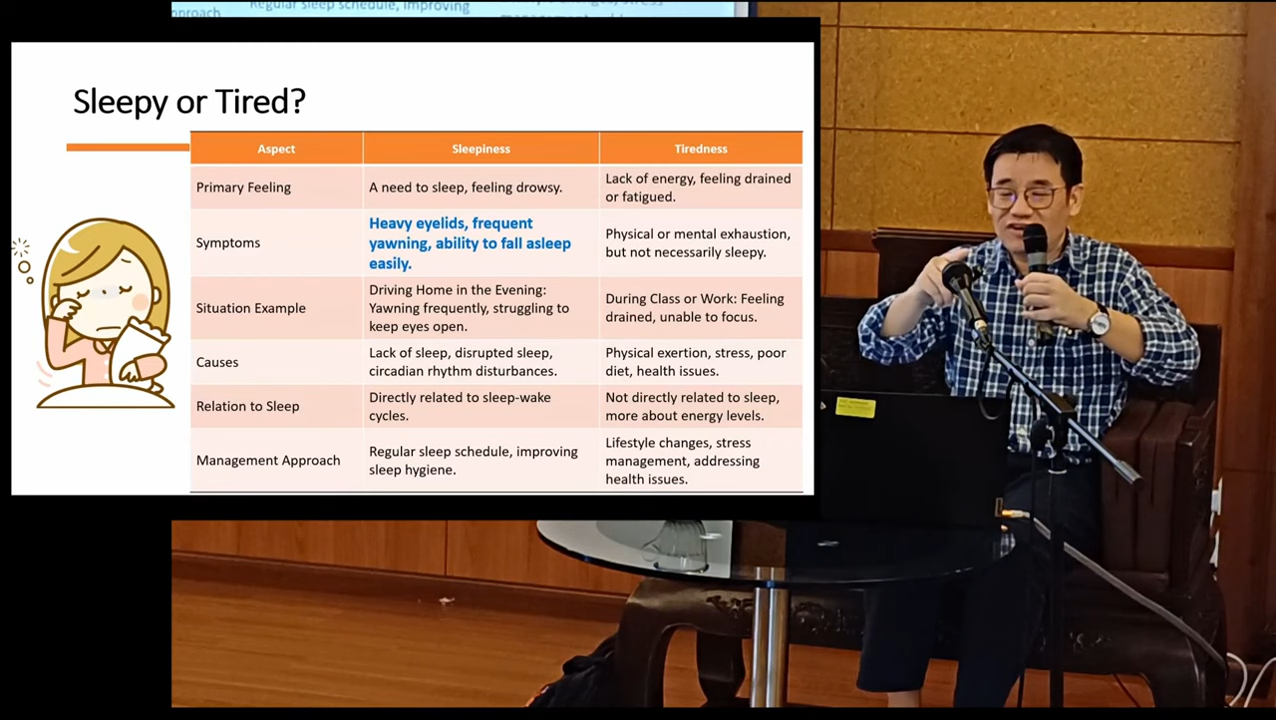 proach
Regular sleep schedule, improving
Sleepy or Tired?
Aspect
Sleepiness
Tiredness
Primary Feeling
A need to sleep, feeling drowsy.
Lack of energy, feeling drained
or fatigued.
Symptoms
Heavy eyelids, frequent
yawning, ability to fall asleep
easily.
Physical or mental exhaustion,
but not necessarily sleepy.
Situation Example
Driving Home in the Evening:
Yawning frequently, struggling to
keep eyes open.
During Class or Work: Feeling
drained, unable to focus.
Causes
Lack of sleep, disrupted sleep,
circadian rhythm disturbances.
Physical exertion, stress, poor
diet, health issues.
Relation to Sleep
Directly related to sleep-wake
cycles.
Not directly related to sleep,
more about energy levels.
Management Approach
Regular sleep schedule, improving
sleep hygiene.
Lifestyle changes, stress
management, addressing
health issues.